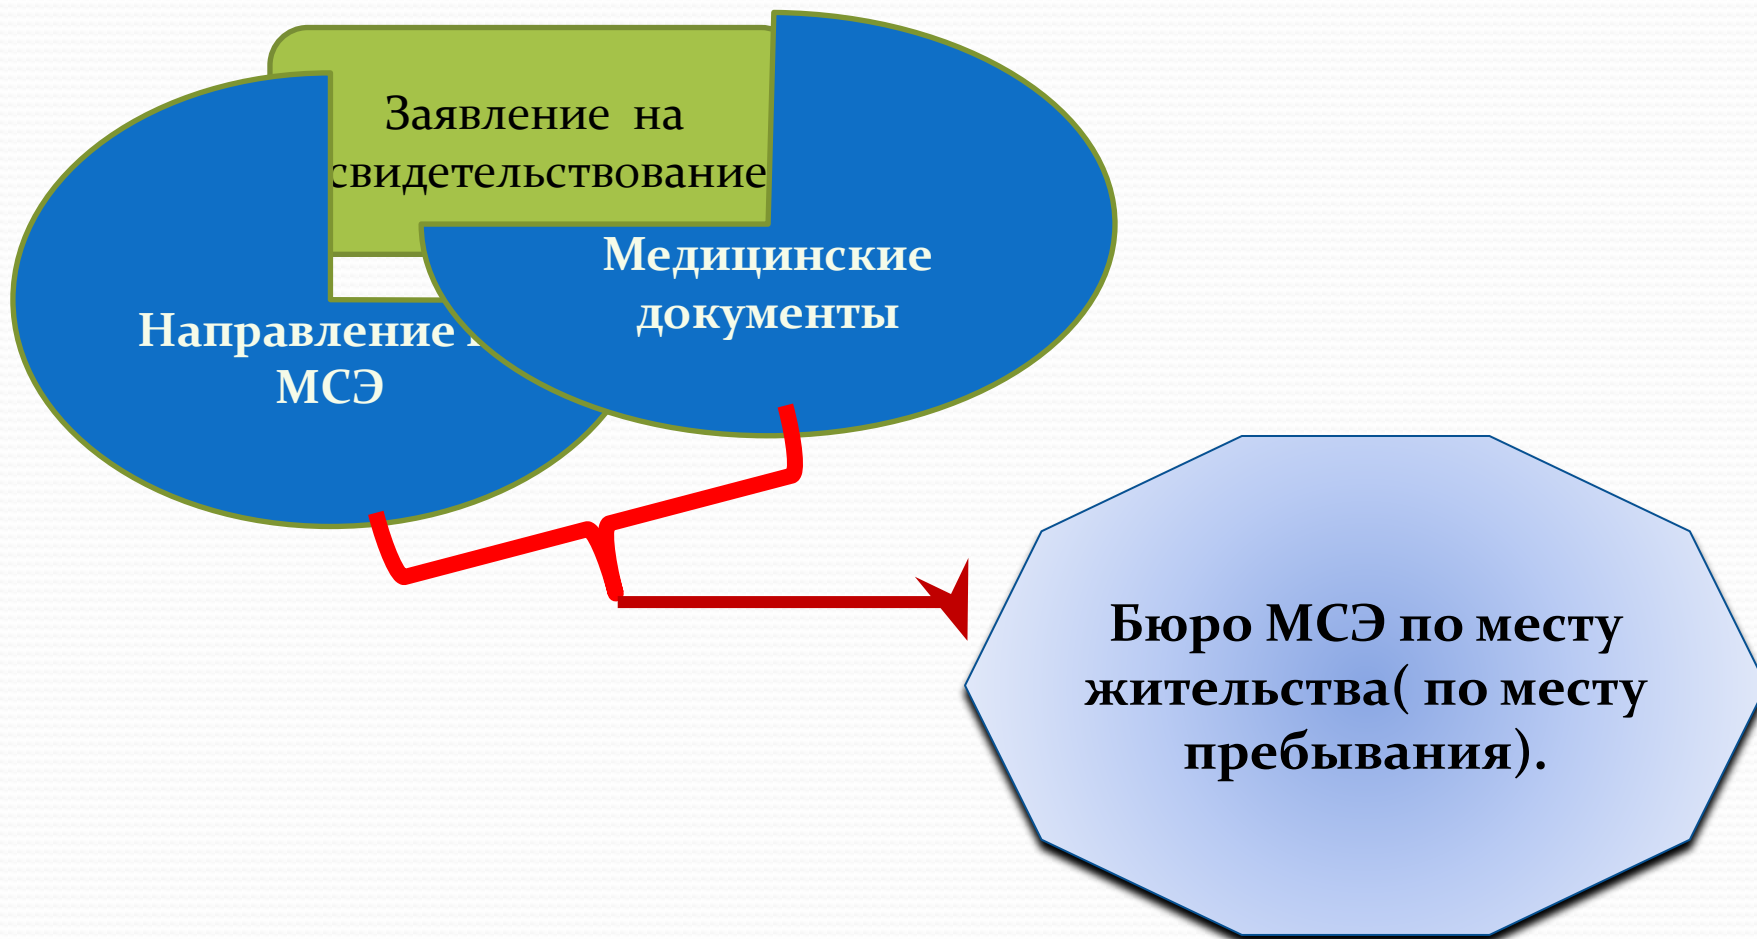 Заявление на
свидетельствование
Медицинские
документы
Направление
МСЭ
Бюро МСЭ по месту
жительства( по месту
пребывания).